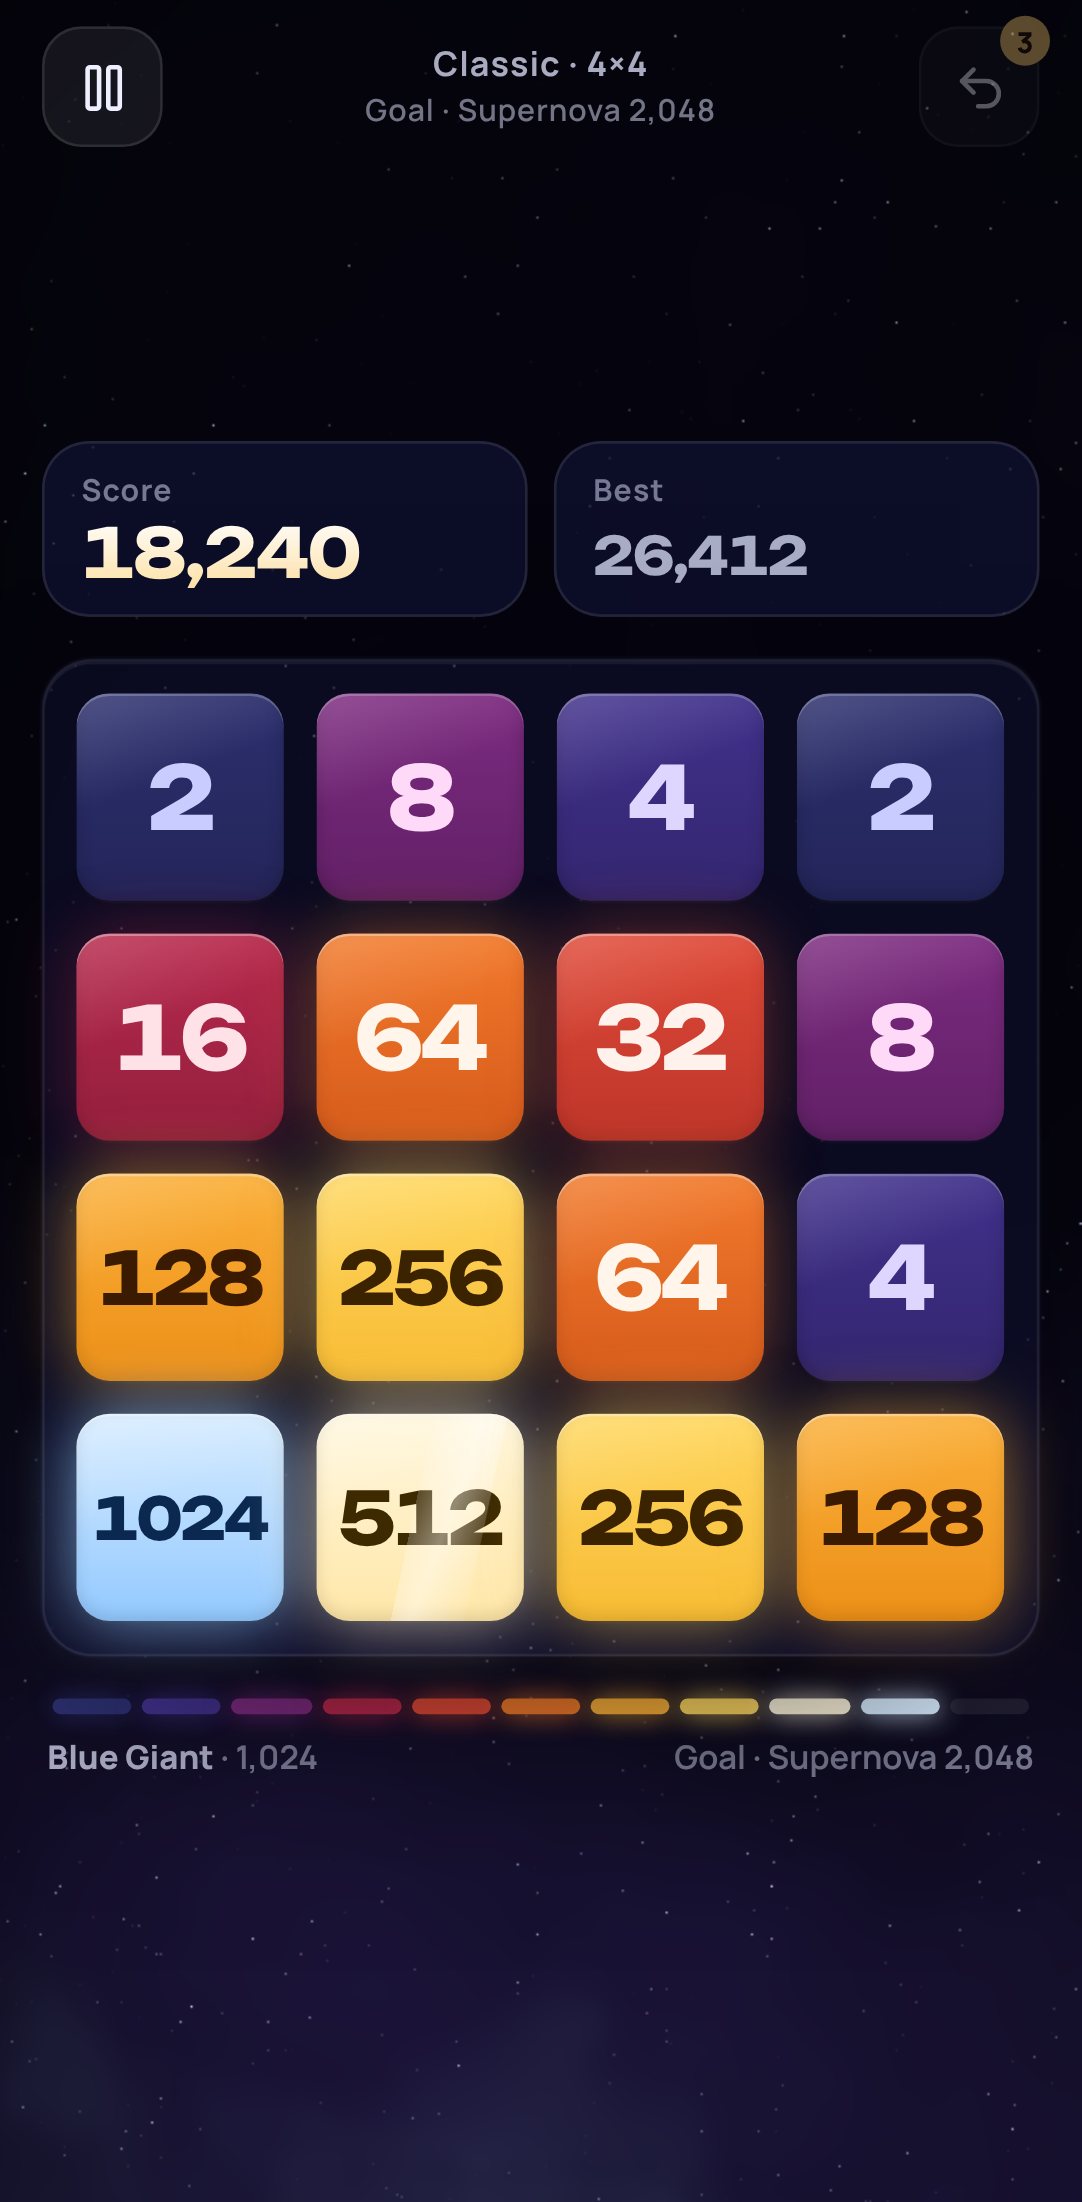 Classic · 4×4
Goal · Supernova 2,048
3
Score
18,240
Best
26,412
2 8 4 2
16 64 32 8
128 256 64 4
1024 512 256 128
Blue Giant · 1,024
Goal · Supernova 2,048